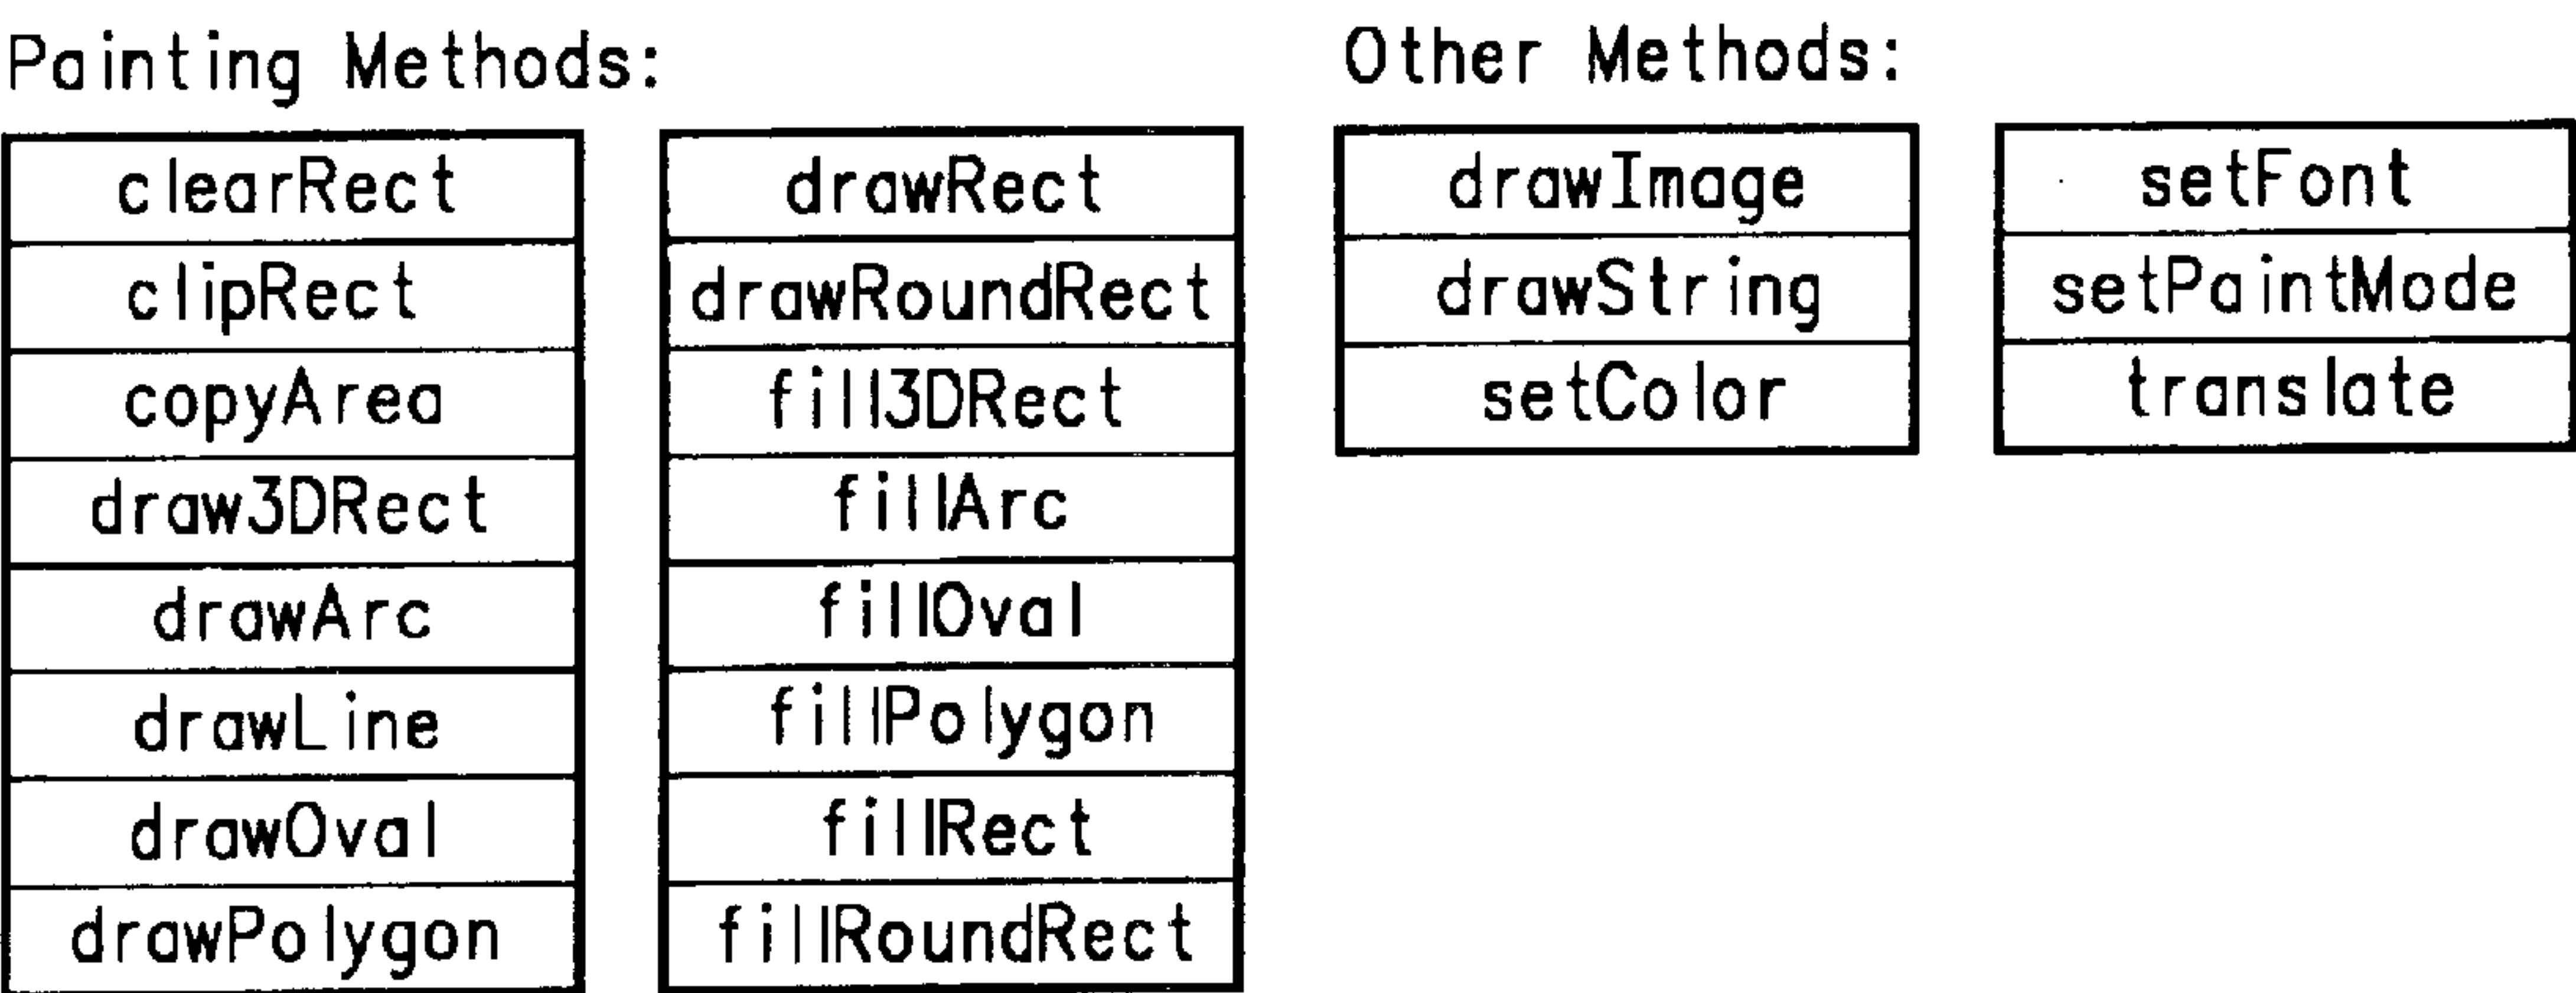 Painting Methods:
clearRect
clipRect
copyArea
draw3DRect
drawArc
drawLine
drawOval
drawPolygon
drawRect
drawRoundRect
fill3DRect
fillArc
fillOval
fillPolygon
fillRect
fillRoundRect
Other Methods:
drawImage
drawString
setColor
setFont
setPaintMode
translate